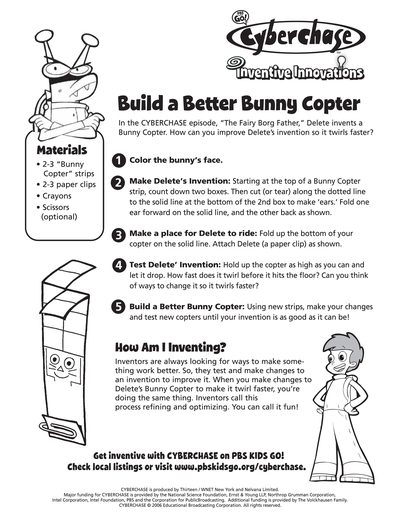 GO!
Cyberchase
Inventive Innovations
Build a Better Bunny Copter
In the CYBERCHASE episode, "The Fairy Borg Father," Delete invents a
Bunny Copter. How can you improve Delete's invention so it twirls faster?
Materials
• 2-3 "Bunny
Copter" strips
• 2-3 paper clips
• Crayons
• Scissors
(optional)
1 Color the bunny's face.
2 Make Delete's Invention: Starting at the top of a Bunny Copter
strip, count down two boxes. Then cut (or tear) along the dotted line
to the solid line at the bottom of the 2nd box to make 'ears.' Fold one
ear forward on the solid line, and the other back as shown.
3 Make a place for Delete to ride: Fold up the bottom of your
copter on the solid line. Attach Delete (a paper clip) as shown.
4 Test Delete' Invention: Hold up the copter as high as you can and
let it drop. How fast does it twirl before it hits the floor? Can you think
of ways to change it so it twirls faster?
5 Build a Better Bunny Copter: Using new strips, make your changes
and test new copters until your invention is as good as it can be!
How Am I Inventing?
Inventors are always looking for ways to make some-
thing work better. So, they test and make changes to
an invention to improve it. When you make changes to
Delete's Bunny Copter to make it twirl faster, you're
doing the same thing. Inventors call this
process refining and optimizing. You can call it fun!
Get inventive with CYBERCHASE on PBS KIDS GO!
Check local listings or visit www.pbskidsgo.org/cyberchase.
CYBERCHASE is produced by Thirteen / WNET New York and Nelvana Limited.
Major funding for CYBERCHASE is provided by the National Science Foundation, Ernst & Young LLP, Northrop Grumman Corporation,
Intel Corporation, Intel Foundation, PBS and the Corporation for PublicBroadcasting. Additional funding is provided by The Volckhausen Family.
CYBERCHASE © 2006 Educational Broadcasting Corporation. All rights reserved.